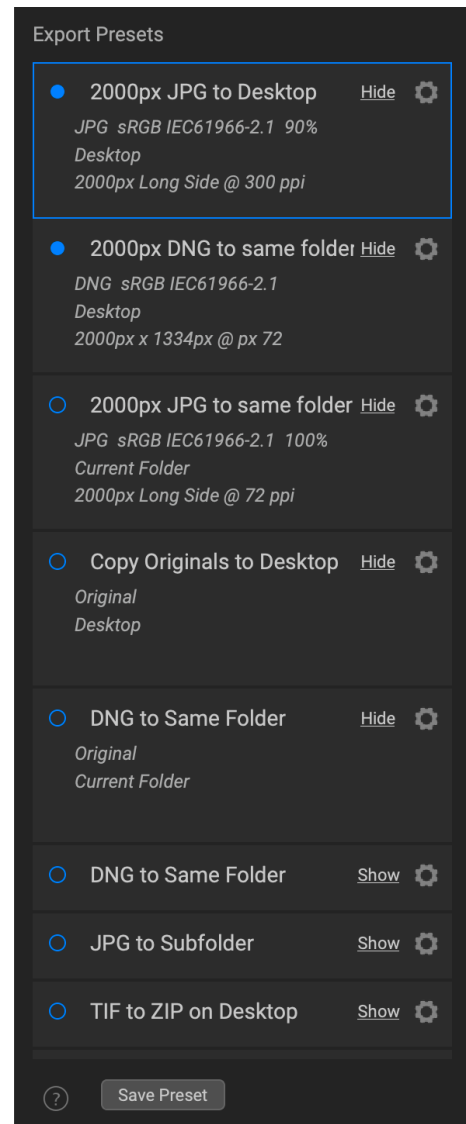 Export Presets
2000px JPG to Desktop Hide
JPG sRGB IEC61966-2.1 90%
Desktop
2000px Long Side @ 300 ppi
2000px DNG to same folder Hide
DNG sRGB IEC61966-2.1
Desktop
2000px x 1334px @ px 72
2000px JPG to same folder Hide
JPG sRGB IEC61966-2.1 100%
Current Folder
2000px Long Side @ 72 ppi
Copy Originals to Desktop Hide
Original
Desktop
DNG to Same Folder Hide
Original
Current Folder
DNG to Same Folder Show
JPG to Subfolder Show
TIF to ZIP on Desktop Show
? Save Preset